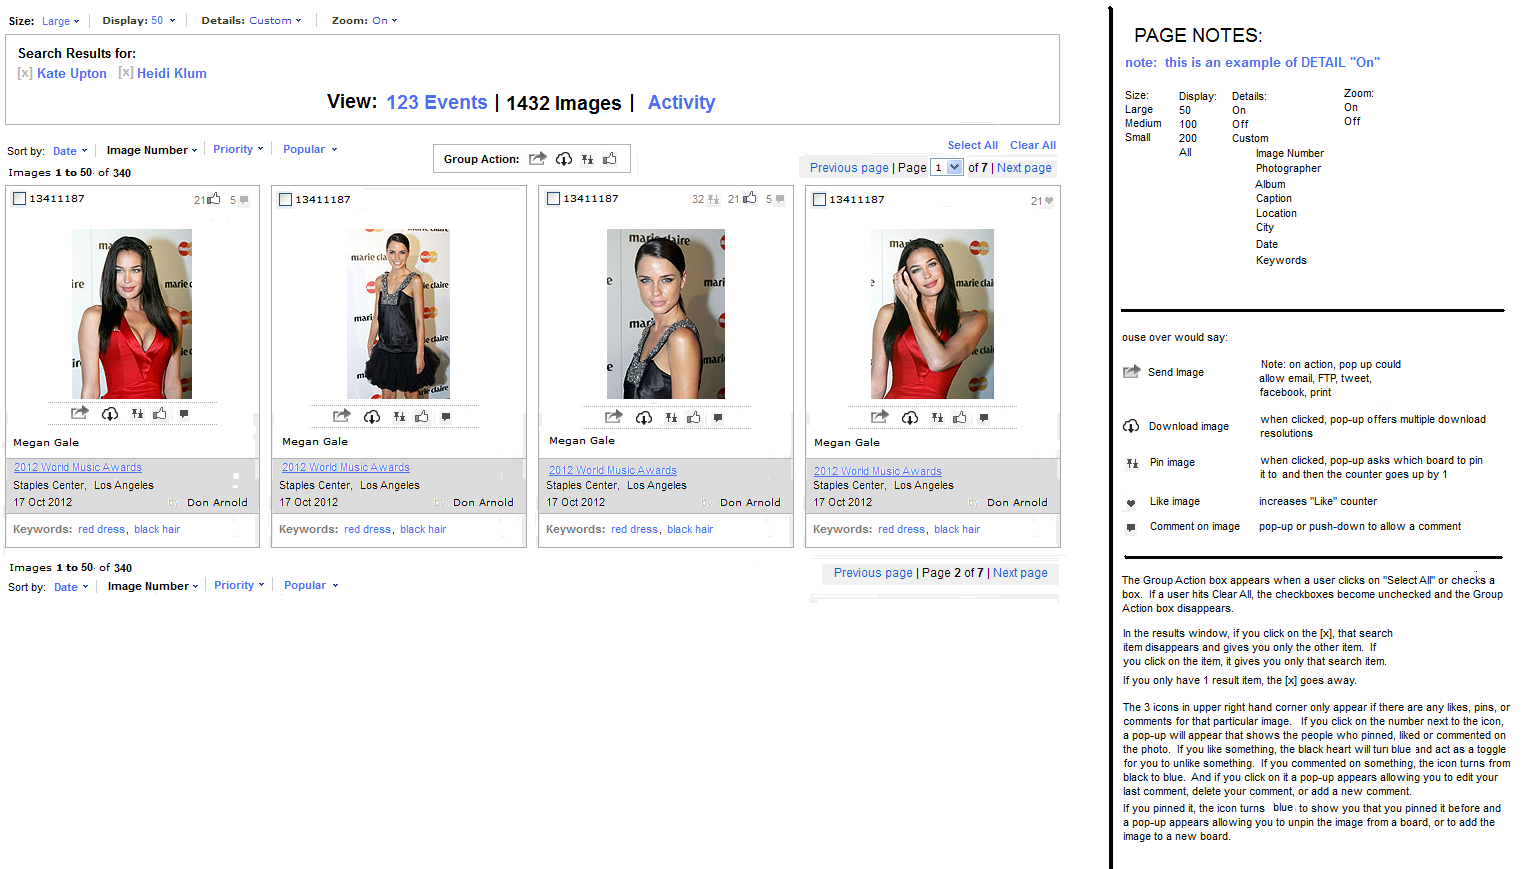 Size: Large Display: 50 Details: Custom Zoom: On
Search Results for:
[x] Kate Upton [x] Heidi Klum
View: 123 Events | 1432 Images | Activity
Sort by: Date Image Number Priority Popular
Images 1 to 50 of 340
Group Action:
Select All Clear All
Previous page | Page 1 of 7 | Next page
13411187 21 5
marie claire
MasterCard
Megan Gale
2012 World Music Awards
Staples Center, Los Angeles
17 Oct 2012 by Don Arnold
Keywords: red dress, black hair
13411187
marie claire
Megan Gale
2012 World Music Awards
Staples Center, Los Angeles
17 Oct 2012 by Don Arnold
Keywords: red dress, black hair
13411187 32 21 5
marie claire
Megan Gale
2012 World Music Awards
Staples Center, Los Angeles
17 Oct 2012 by Don Arnold
Keywords: red dress, black hair
13411187 21
Megan Gale
2012 World Music Awards
Staples Center, Los Angeles
17 Oct 2012 by Don Arnold
Keywords: red dress, black hair
Images 1 to 50 of 340
Sort by: Date Image Number Priority Popular
Previous page | Page 2 of 7 | Next page
PAGE NOTES:
note: this is an example of DETAIL "On"
Size:
Large
Medium
Small
Display:
50
100
200
All
Details:
On
Off
Custom
Image Number
Photographer
Album
Caption
Location
City
Date
Keywords
Zoom:
On
Off
ouse over would say:
Send Image
Note: on action, pop up could
allow email, FTP, tweet,
facebook, print
Download image
when clicked, pop-up offers multiple download
resolutions
Pin image
when clicked, pop-up asks which board to pin
it to and then the counter goes up by 1
Like image
increases "Like" counter
Comment on image
pop-up or push-down to allow a comment
The Group Action box appears when a user clicks on "Select All" or checks a
box. If a user hits Clear All, the checkboxes become unchecked and the Group
Action box disappears.
In the results window, if you click on the [x], that search
item disappears and gives you only the other item. If
you click on the item, it gives you only that search item.
If you only have 1 result item, the [x] goes away.
The 3 icons in upper right hand corner only appear if there are any likes, pins, or
comments for that particular image. If you click on the number next to the icon,
a pop-up will appear that shows the people who pinned, liked or commented on
the photo. If you like something, the black heart will turn blue and act as a toggle
for you to unlike something. If you commented on something, the icon turns from
black to blue. And if you click on it a pop-up appears allowing you to edit your
last comment, delete your comment, or add a new comment.
If you pinned it, the icon turns blue to show you that you pinned it before and
a pop-up appears allowing you to unpin the image from a board, or to add the
image to a new board.